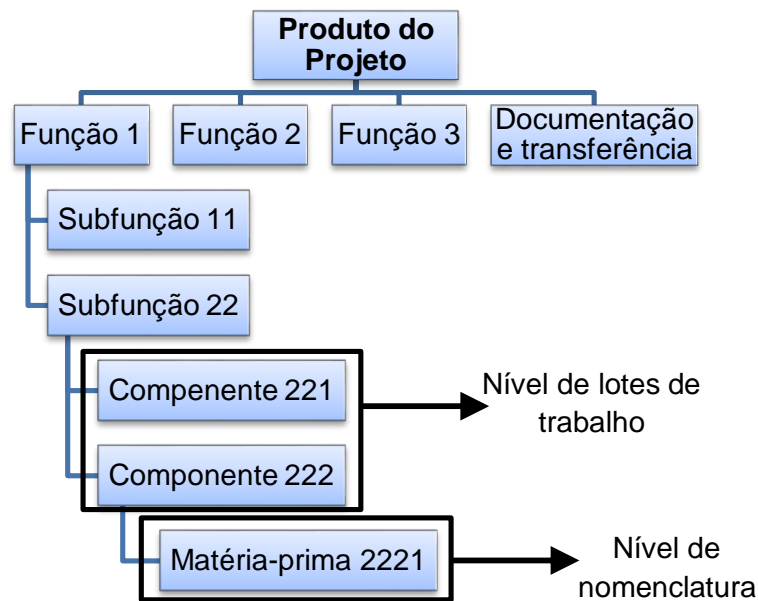 Produto do
Projeto
Função 1
Função 2
Função 3
Documentação
e transferência
Subfunção 11
Subfunção 22
Compenente 221
Componente 222
Nível de lotes de
trabalho
Matéria-prima 2221
Nível de
nomenclatura